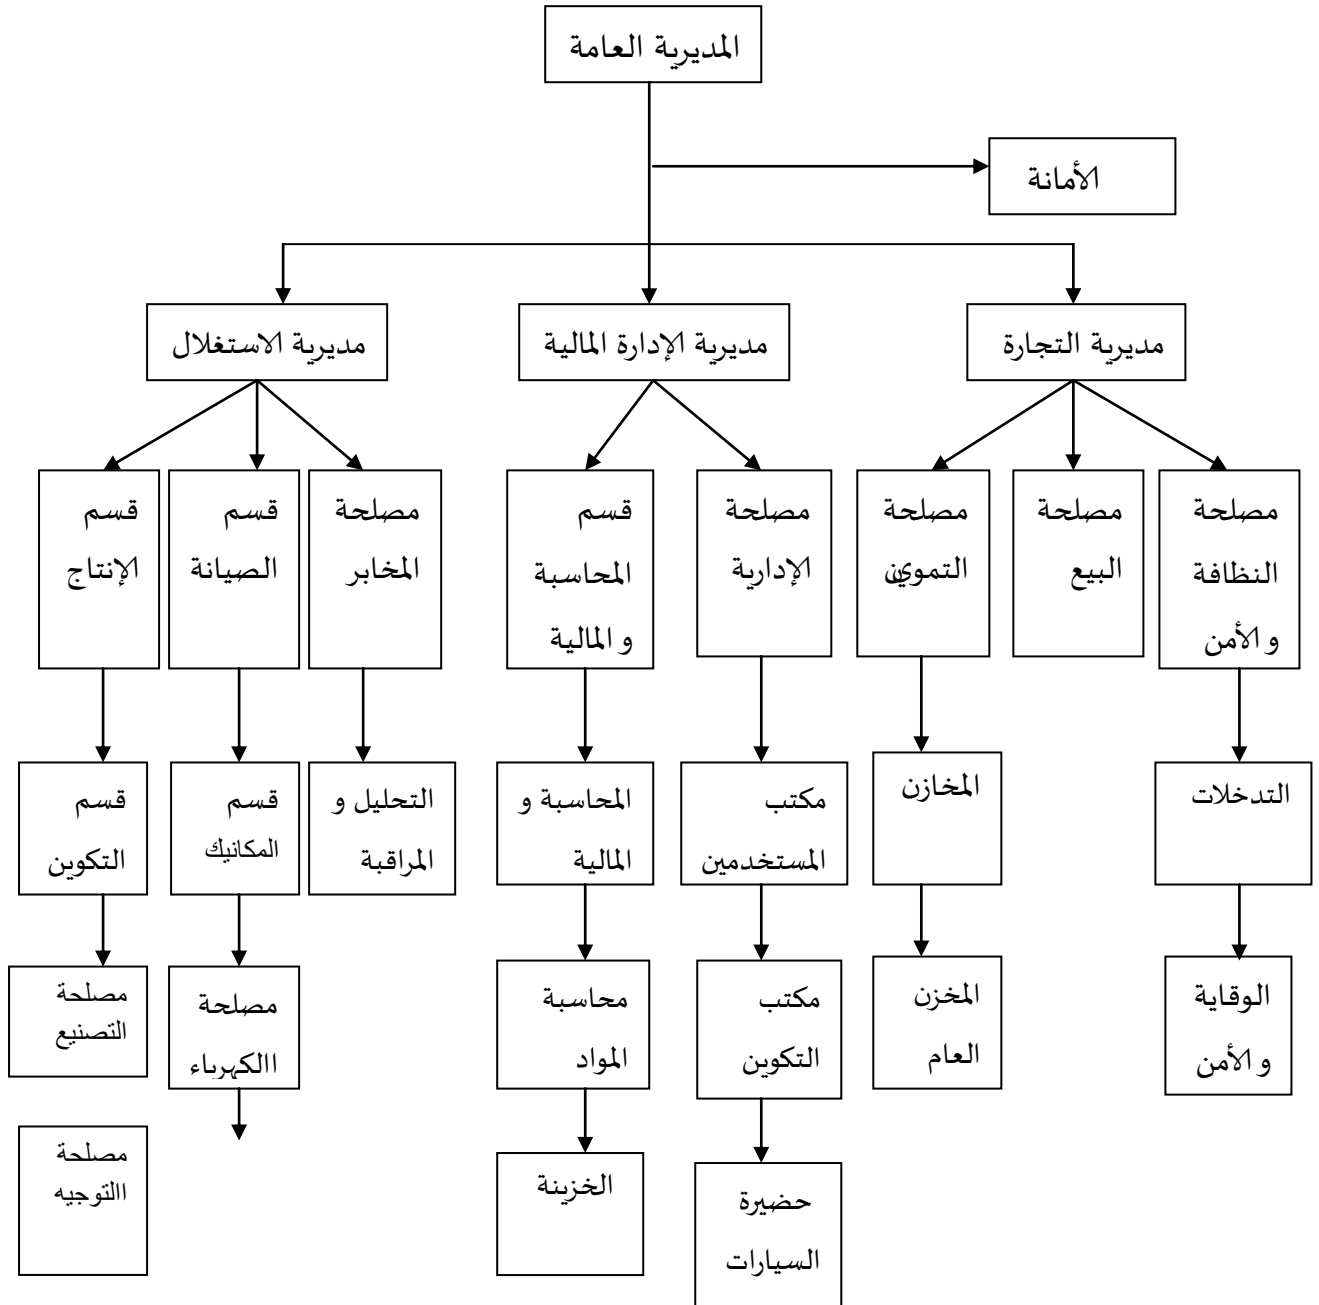 المديرية العامة
الأمانة
مديرية التجارة
مديرية الإدارة المالية
مديرية الاستغلال
مصلحة
النظافة
و الأمن
مصلحة
البيع
مصلحة
التموين
مصلحة
الإدارية
قسم
المحاسبة
و المالية
مصلحة
المخابر
قسم
الصيانة
قسم
الإنتاج
التدخلات
المخازن
مكتب
المستخدمين
المحاسبة و
المالية
التحليل و
المراقبة
قسم
المكانيك
قسم
التكوين
الوقاية
و الأمن
المخزن
العام
مكتب
التكوين
محاسبة
المواد
مصلحة
االكهرباء
مصلحة
التصنيع
حضيرة
السيارات
الخزينة
مصلحة
االتوجيه